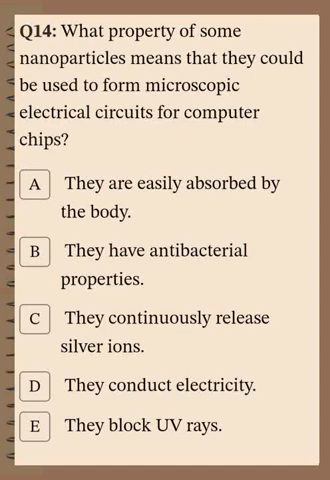 Q14: What property of some
nanoparticles means that they could
be used to form microscopic
electrical circuits for computer
chips?
A They are easily absorbed by
the body.
B They have antibacterial
properties.
C They continuously release
silver ions.
D They conduct electricity.
E They block UV rays.